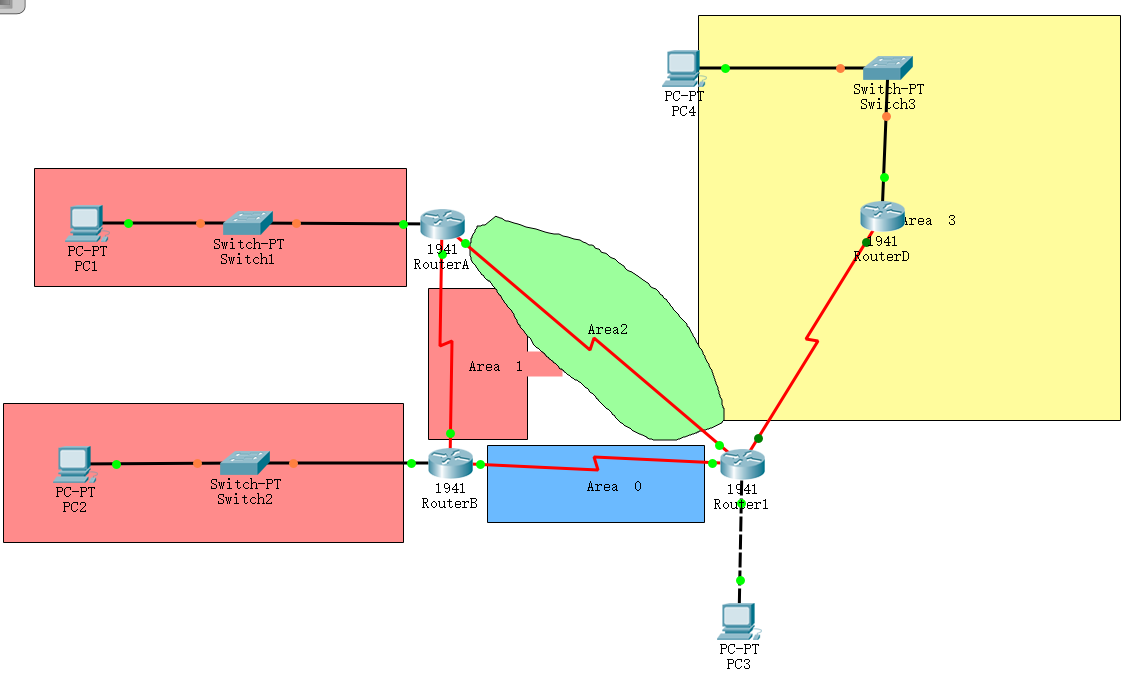 PC-PT
PC4
Switch-PT
Switch3
1941
RouterD
Area 3
PC-PT
PC1
Switch-PT
Switch1
1941
RouterA
Area2
Area 1
PC-PT
PC2
Switch-PT
Switch2
1941
RouterB
Area 0
1941
Router1
PC-PT
PC3